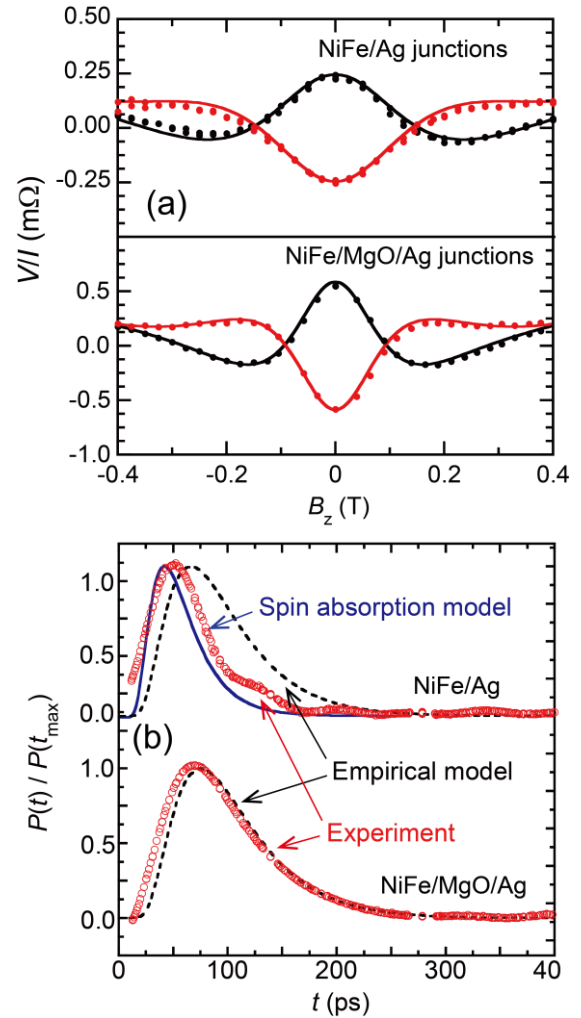 0.50
NiFe/Ag junctions
0.25
0.00
-0.25
(a)
V/I (mΩ)
NiFe/MgO/Ag junctions
0.5
0.0
-0.5
-1.0
-0.4 -0.2 0 0.2 0.4
B_z (T)
1.0
Spin absorption model
0.5
NiFe/Ag
0.0
(b)
Empirical model
P(t) / P(t_max)
1.0
Experiment
0.5
NiFe/MgO/Ag
0.0
0 100 200 300 40
t (ps)